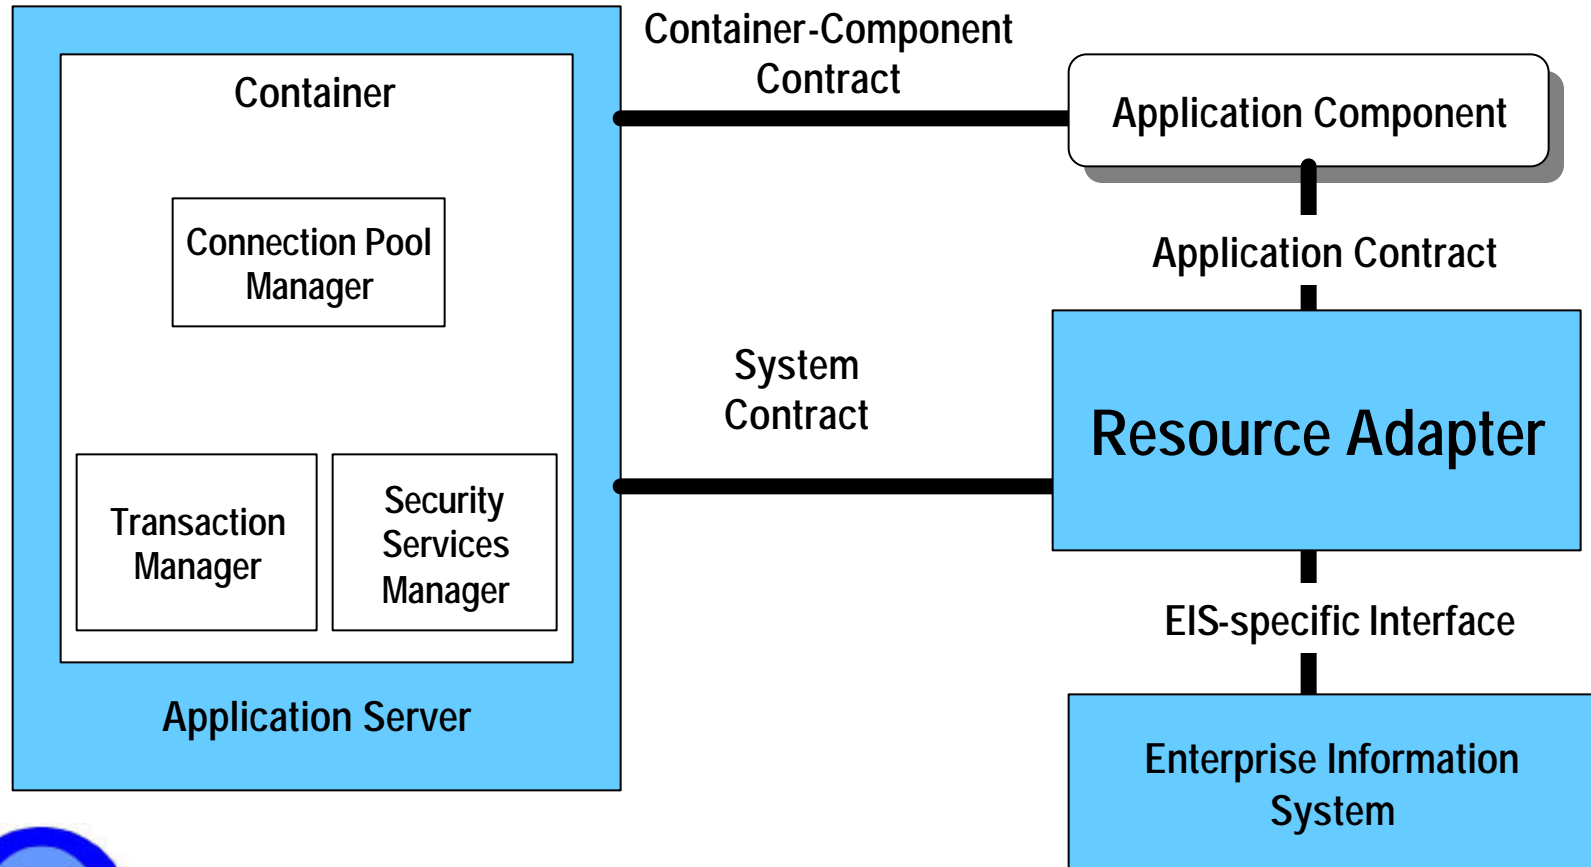 Container-Component
Contract
Container
Application Component
Connection Pool
Manager
Application Contract
System
Contract
Resource Adapter
Transaction
Manager
Security
Services
Manager
EIS-specific Interface
Application Server
Enterprise Information
System